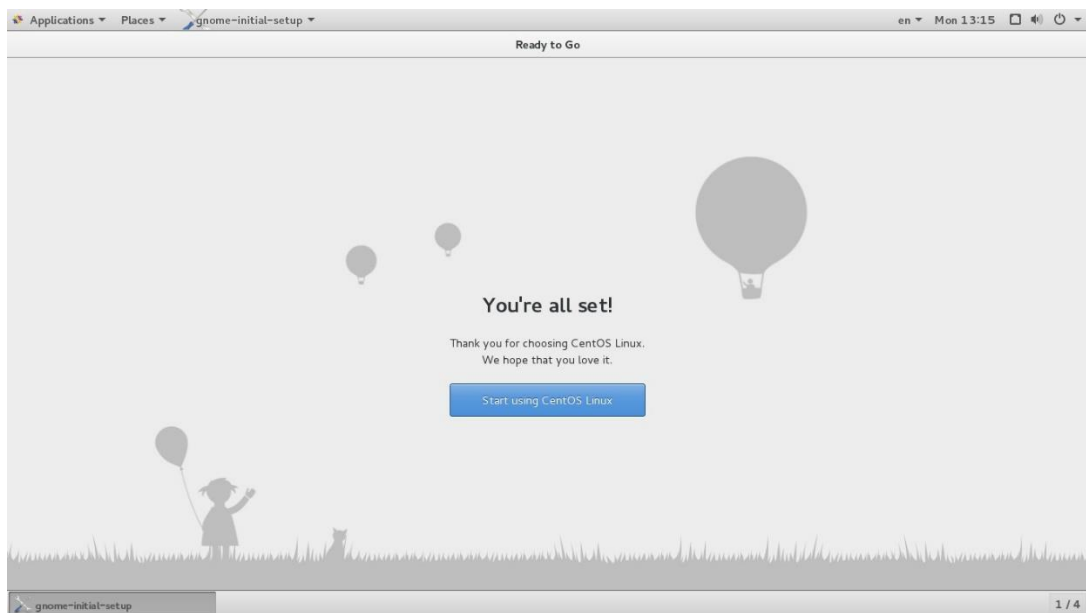 Applications Places gnome-initial-setup en Mon 13:15
Ready to Go
You're all set!
Thank you for choosing CentOS Linux.
We hope that you love it.
Start using CentOS Linux
gnome-initial-setup 1 / 4